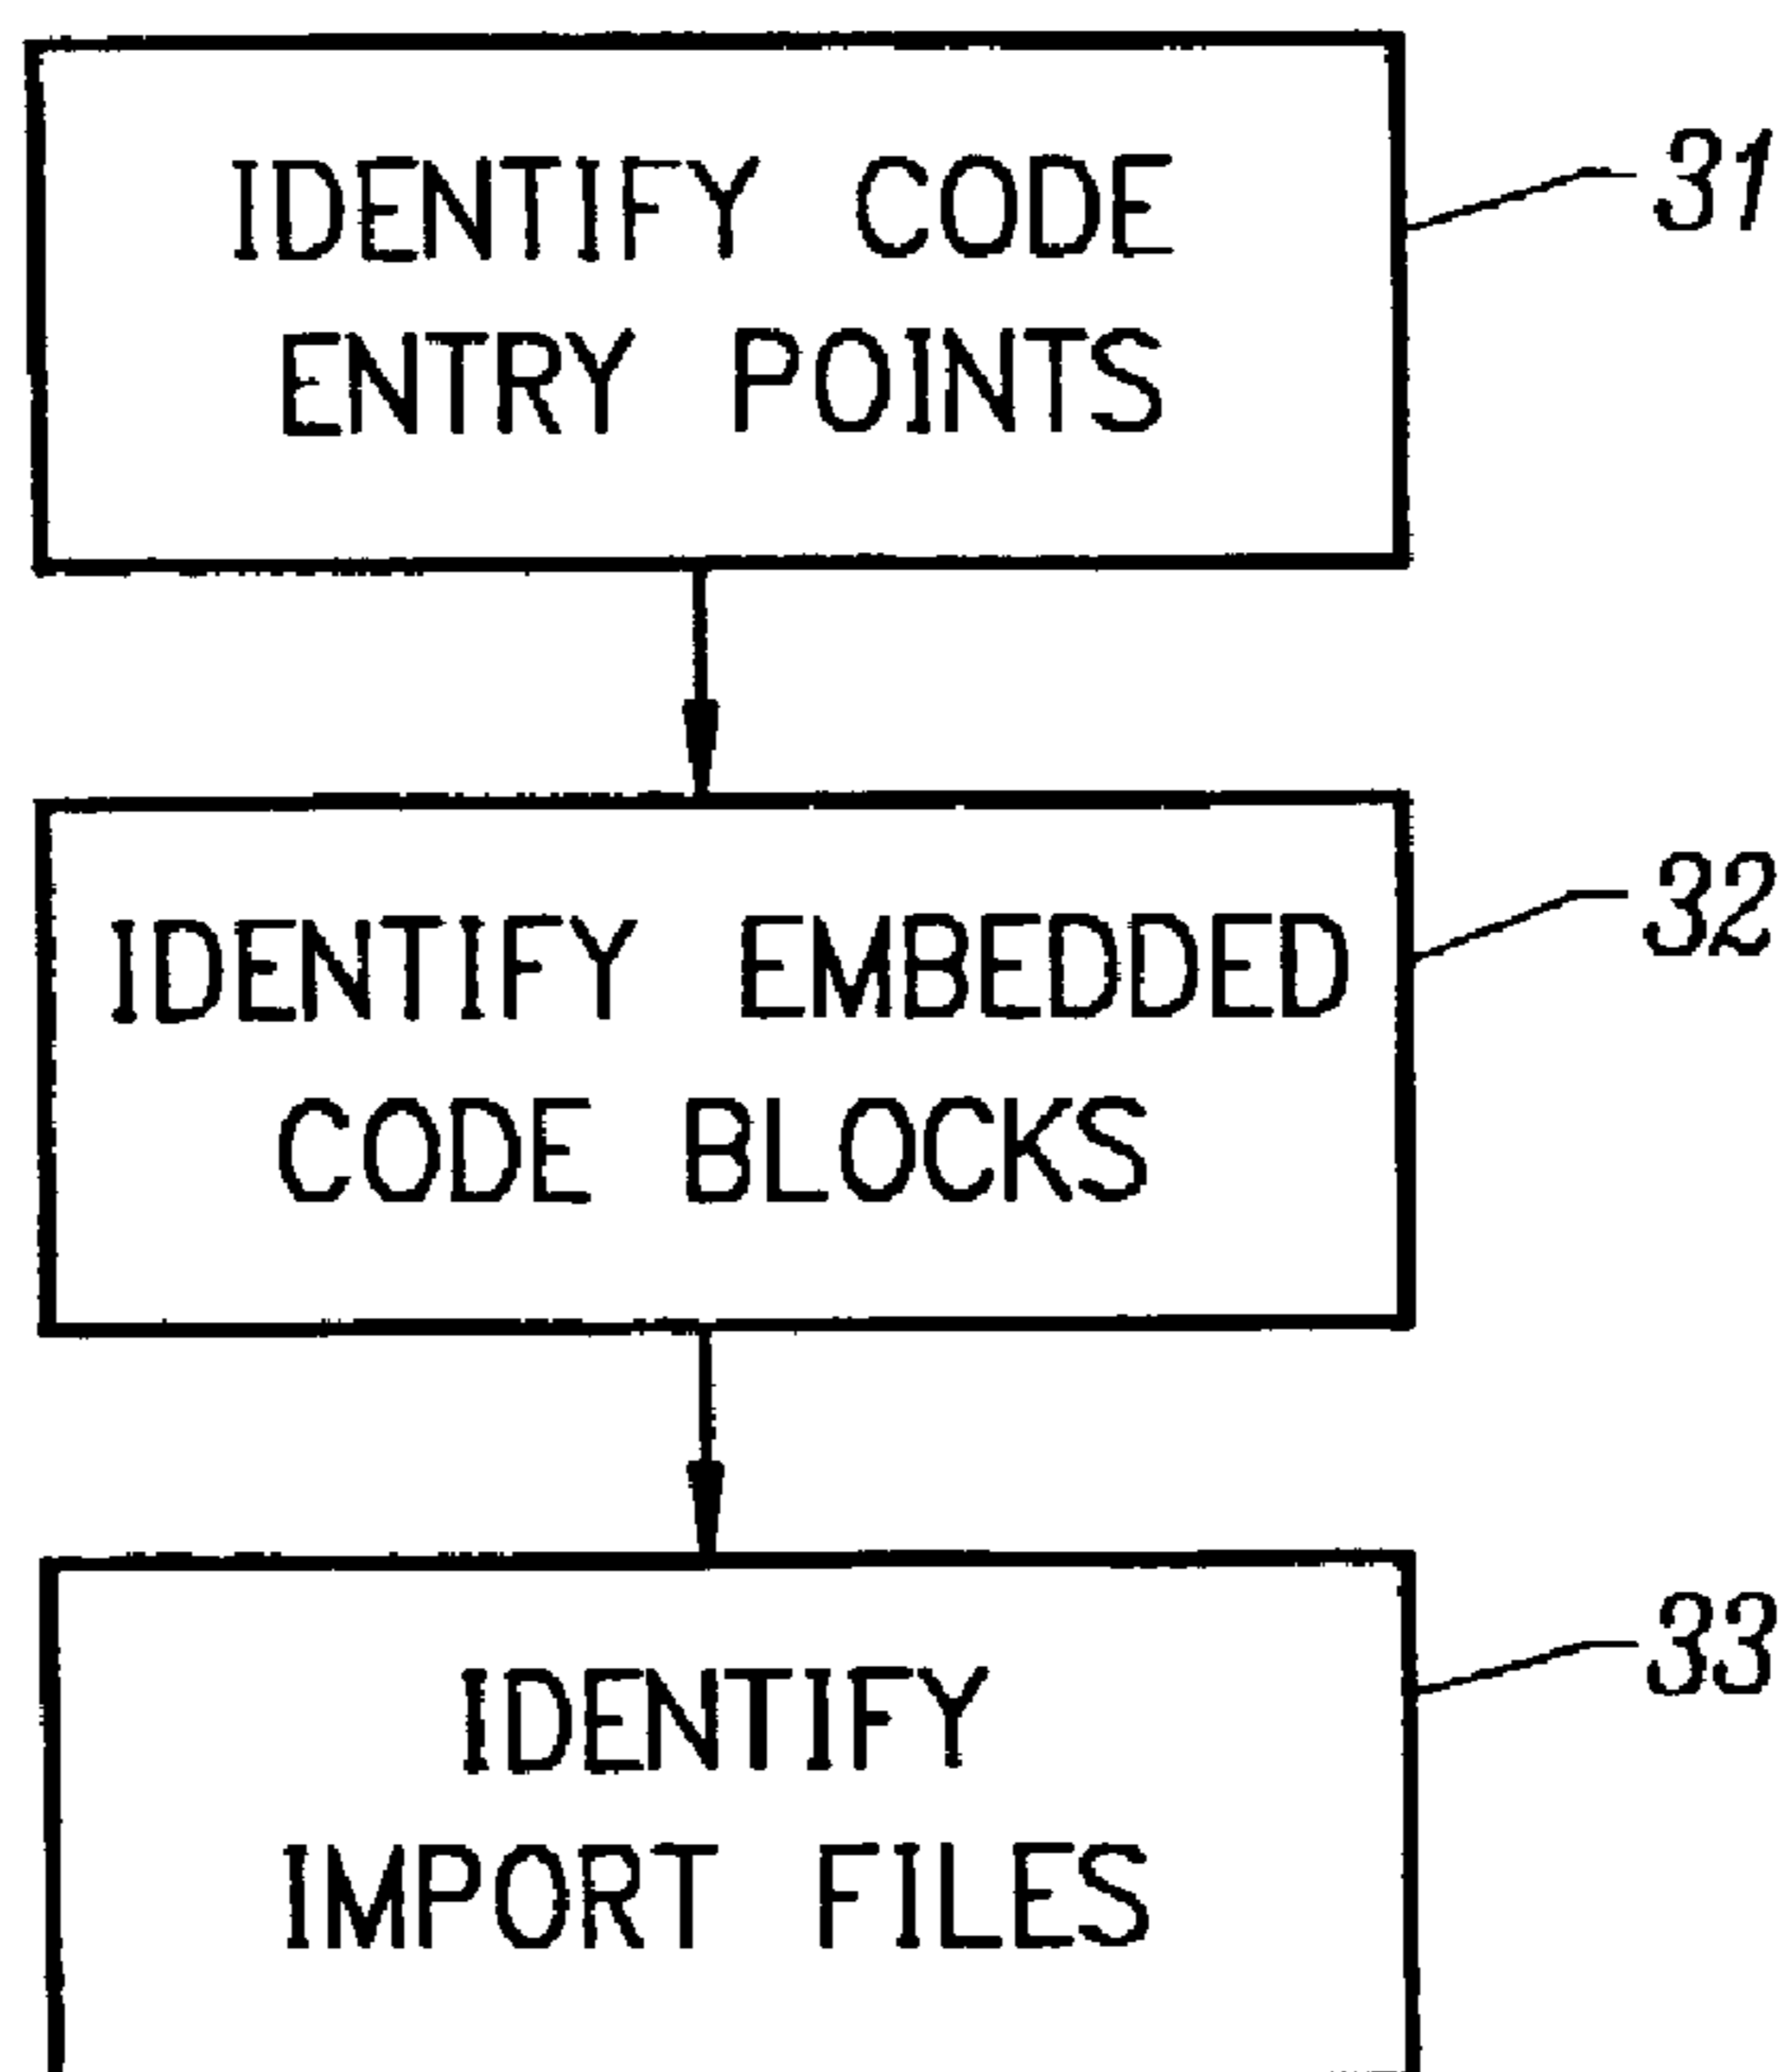 IDENTIFY CODE
ENTRY POINTS
31
IDENTIFY EMBEDDED
CODE BLOCKS
32
IDENTIFY
IMPORT FILES
33